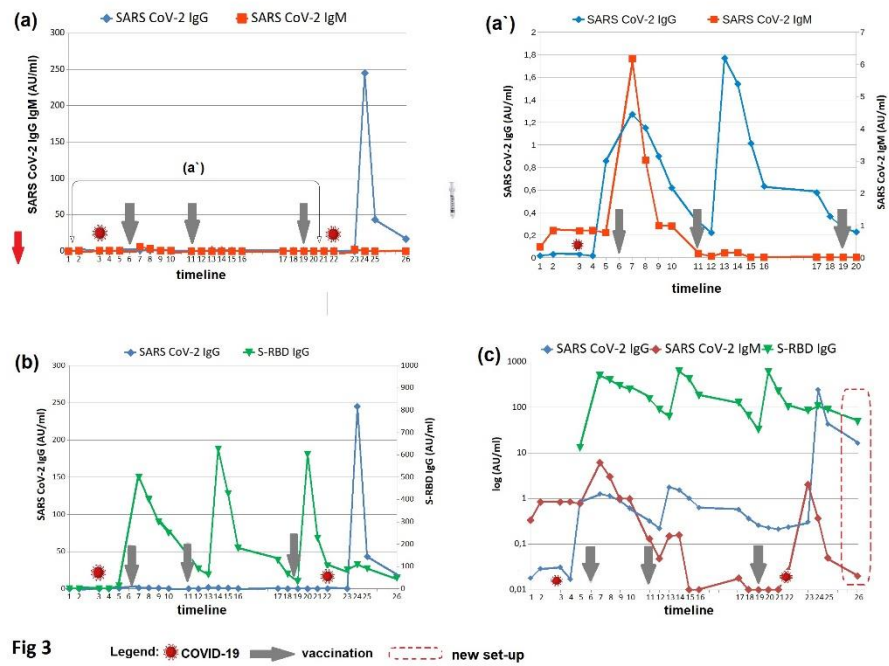 (a)
SARS CoV-2 IgG SARS CoV-2 IgM
SARS CoV-2 IgG IgM (AU/ml)
300
250
200
150
100
50
0
(a`)
1 2 3 4 5 6 7 8 9 10 11 12 13 14 15 16 17 18 19 20 21 22 23 24 25 26
timeline
(a`)
SARS CoV-2 IgG SARS CoV-2 IgM
SARS CoV-2 IgG (AU/ml)
2
1,8
1,6
1,4
1,2
1
0,8
0,6
0,4
0,2
0
7
6
5
4
3
2
1
0
SARS CoV-2 IgM (AU/ml)
1 2 3 4 5 6 7 8 9 10 11 12 13 14 15 16 17 18 19 20
timeline
(b)
SARS CoV-2 IgG S-RBD IgG
SARS CoV-2 IgG (AU/ml)
300
250
200
150
100
50
0
1000
900
800
700
600
500
400
300
200
100
0
S-RBD IgG (AU/ml)
1 2 3 4 5 6 7 8 9 10 11 12 13 14 15 16 17 18 19 20 21 22 23 24 25 26
timeline
(c)
SARS CoV-2 IgG SARS CoV-2 IgM S-RBD IgG
log (AU/ml)
1000
100
10
1
0,1
0,01
1 2 3 4 5 6 7 8 9 10 11 12 13 14 15 16 17 18 19 20 21 22 23 24 25 26
timeline
Fig 3
Legend: COVID-19 vaccination new set-up